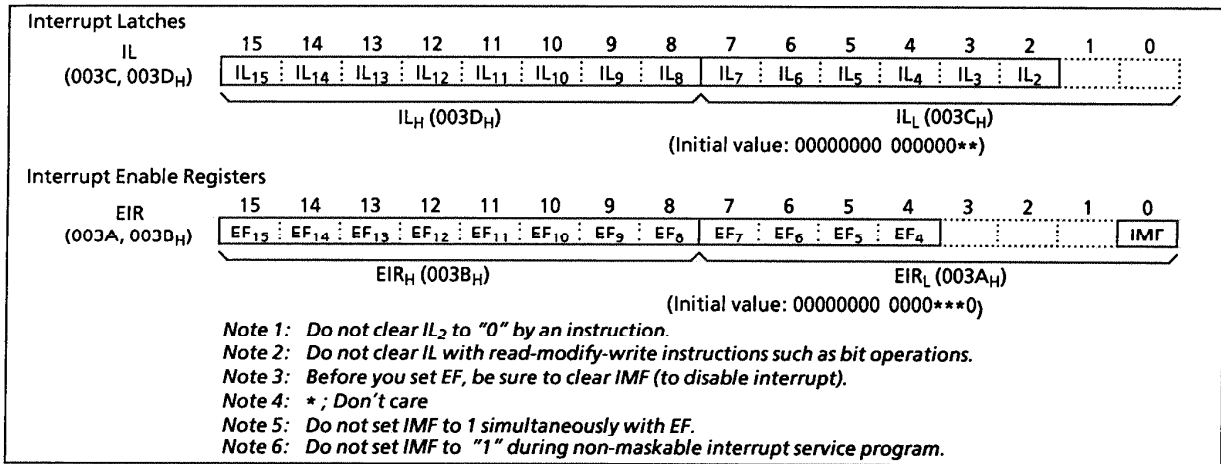 Interrupt Latches
IL 15 14 13 12 11 10 9 8 7 6 5 4 3 2 1 0
(003C, 003DH) IL15 IL14 IL13 IL12 IL11 IL10 IL9 IL8 IL7 IL6 IL5 IL4 IL3 IL2
ILH (003DH) ILL (003CH)
(Initial value: 00000000 000000**)
Interrupt Enable Registers
EIR 15 14 13 12 11 10 9 8 7 6 5 4 3 2 1 0
(003A, 003BH) EF15 EF14 EF13 EF12 EF11 EF10 EF9 EF8 EF7 EF6 EF5 EF4 IMF
EIRH (003BH) EIRL (003AH)
(Initial value: 00000000 0000***0)
Note 1: Do not clear IL2 to "0" by an instruction.
Note 2: Do not clear IL with read-modify-write instructions such as bit operations.
Note 3: Before you set EF, be sure to clear IMF (to disable interrupt).
Note 4: * ; Don't care
Note 5: Do not set IMF to 1 simultaneously with EF.
Note 6: Do not set IMF to "1" during non-maskable interrupt service program.